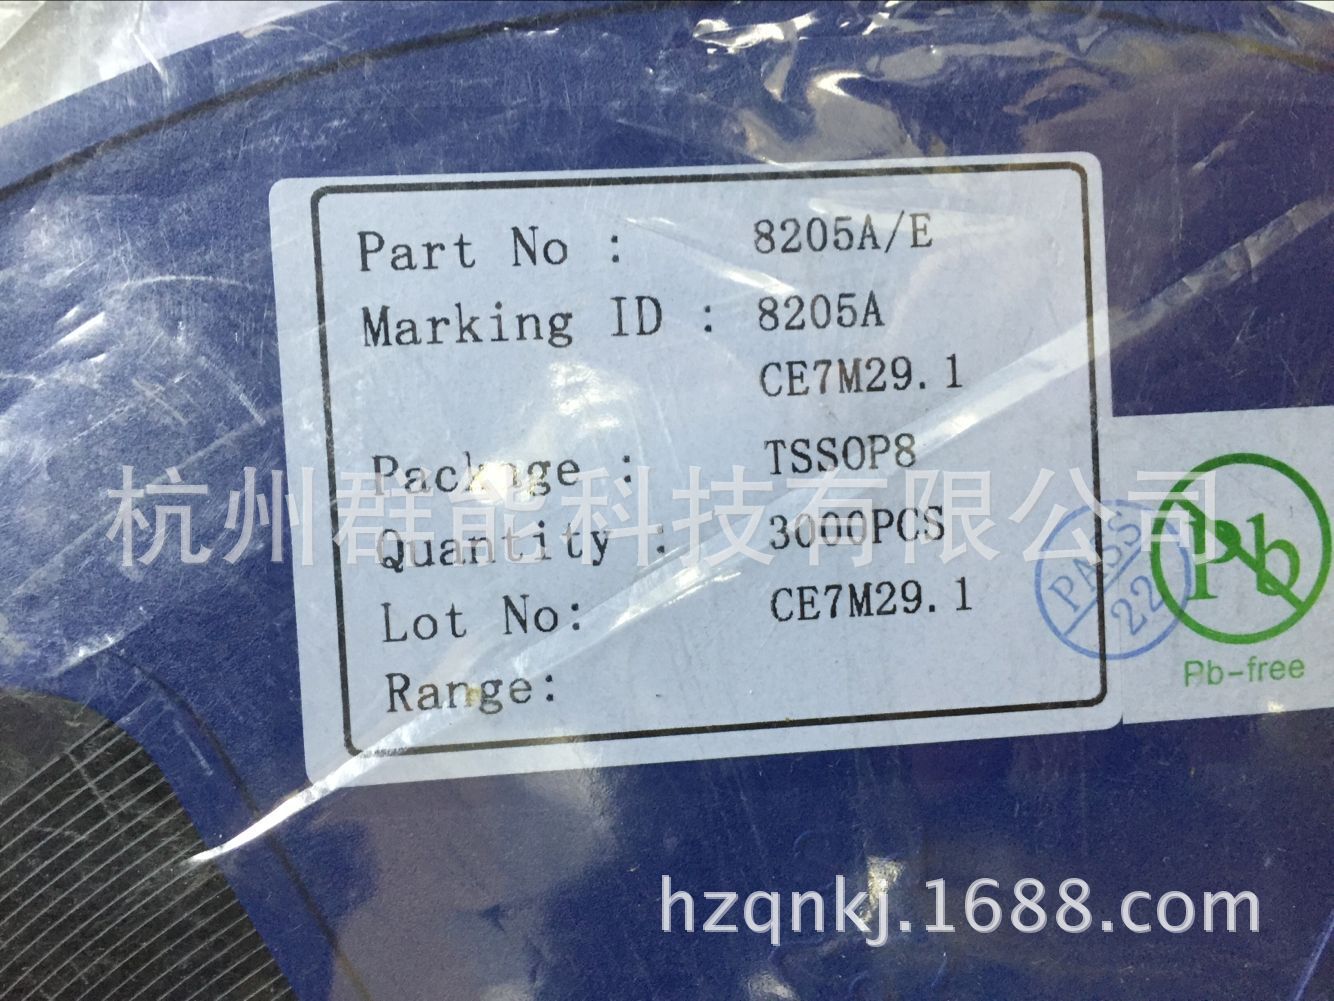 Part No : 8205A/E
Marking ID : 8205A
CE7M29.1
Package : TSSOP8
Quantity : 3000PCS
Lot No: CE7M29.1
Range:
杭州群能科技有限公司
PASS
22
Pb
Pb-free
hzqnkj.1688.com